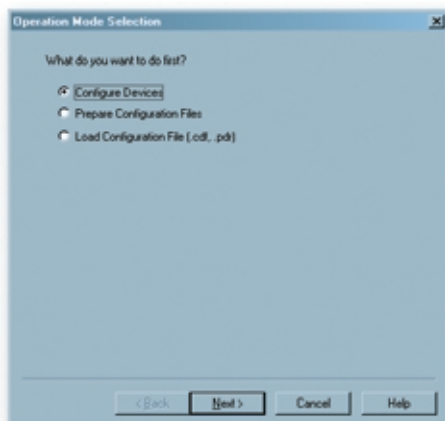 Operation Mode Selection
What do you want to do first?
Configure Devices
Prepare Configuration Files
Load Configuration File (.cdf, .pdr)
< Back Next > Cancel Help